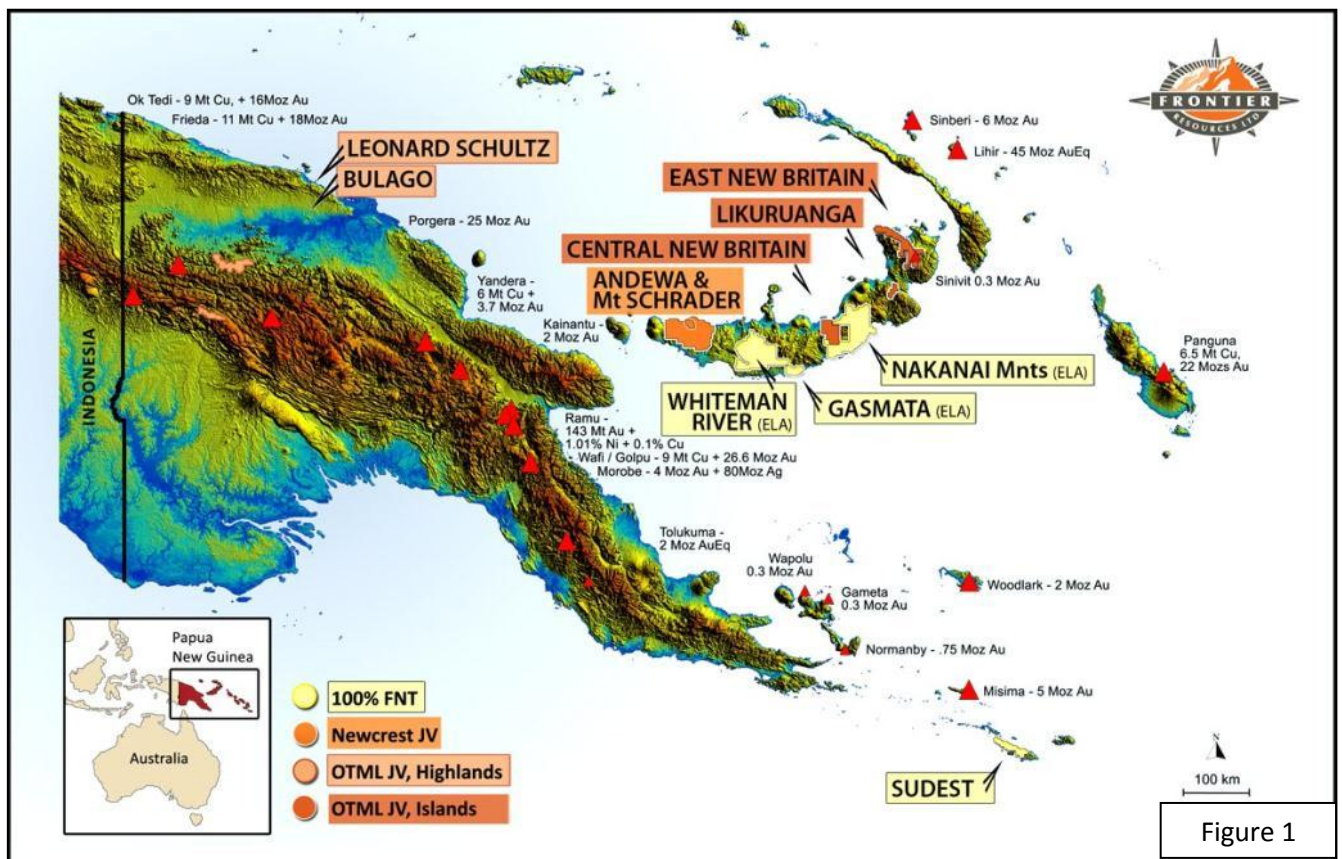 Ok Tedi - 9 Mt Cu, + 16Moz Au
Frieda - 11 Mt Cu + 18Moz Au
LEONARD SCHULTZ
BULAGO
Porgera - 25 Moz Au
Yandera -
6 Mt Cu +
3.7 Moz Au
Kainantu -
2 Moz Au
FRONTIER
RESOURCES LTD
Sinberi - 6 Moz Au
Lihir - 45 Moz AuEq
EAST NEW BRITAIN
LIKURUANGA
CENTRAL NEW BRITAIN
ANDEWA &
Mt SCHRADER
Sinivit 0.3 Moz Au
Panguna
6.5 Mt Cu,
22 Mozs Au
NAKANAI Mnts (ELA)
GASMATA (ELA)
WHITEMAN
RIVER (ELA)
INDONESIA
Ramu -
143 Mt Au +
1.01% Ni + 0.1% Cu
- Wafi / Golpu - 9 Mt Cu + 26.6 Moz Au
Morobe - 4 Moz Au + 80Moz Ag
Tolukuma -
2 Moz AuEq
Wapolu
0.3 Moz Au
Gameta
0.3 Moz Au
Woodlark - 2 Moz Au
Normanby - .75 Moz Au
Misima - 5 Moz Au
SUDEST
Papua
New Guinea
Australia
100% FNT
Newcrest JV
OTML JV, Highlands
OTML JV, Islands
N
100 km
Figure 1